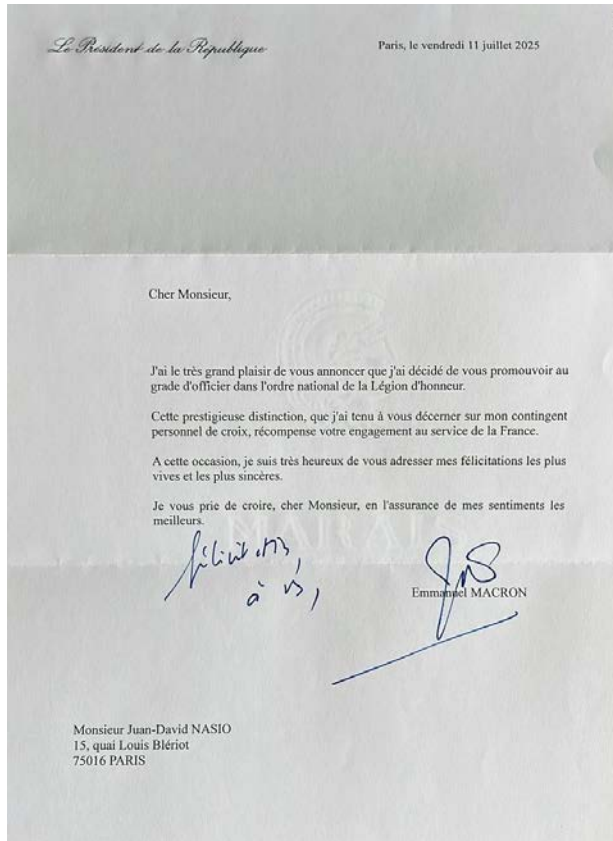 Le Président de la République
Paris, le vendredi 11 juillet 2025
Cher Monsieur,
J'ai le très grand plaisir de vous annoncer que j'ai décidé de vous promouvoir au
grade d'officier dans l'ordre national de la Légion d'honneur.
Cette prestigieuse distinction, que j'ai tenu à vous décerner sur mon contingent
personnel de croix, récompense votre engagement au service de la France.
A cette occasion, je suis très heureux de vous adresser mes félicitations les plus
vives et les plus sincères.
Je vous prie de croire, cher Monsieur, en l'assurance de mes sentiments les
meilleurs.
MARAIS
à vs,
Emmanuel MACRON
Monsieur Juan-David NASIO
15, quai Louis Blériot
75016 PARIS